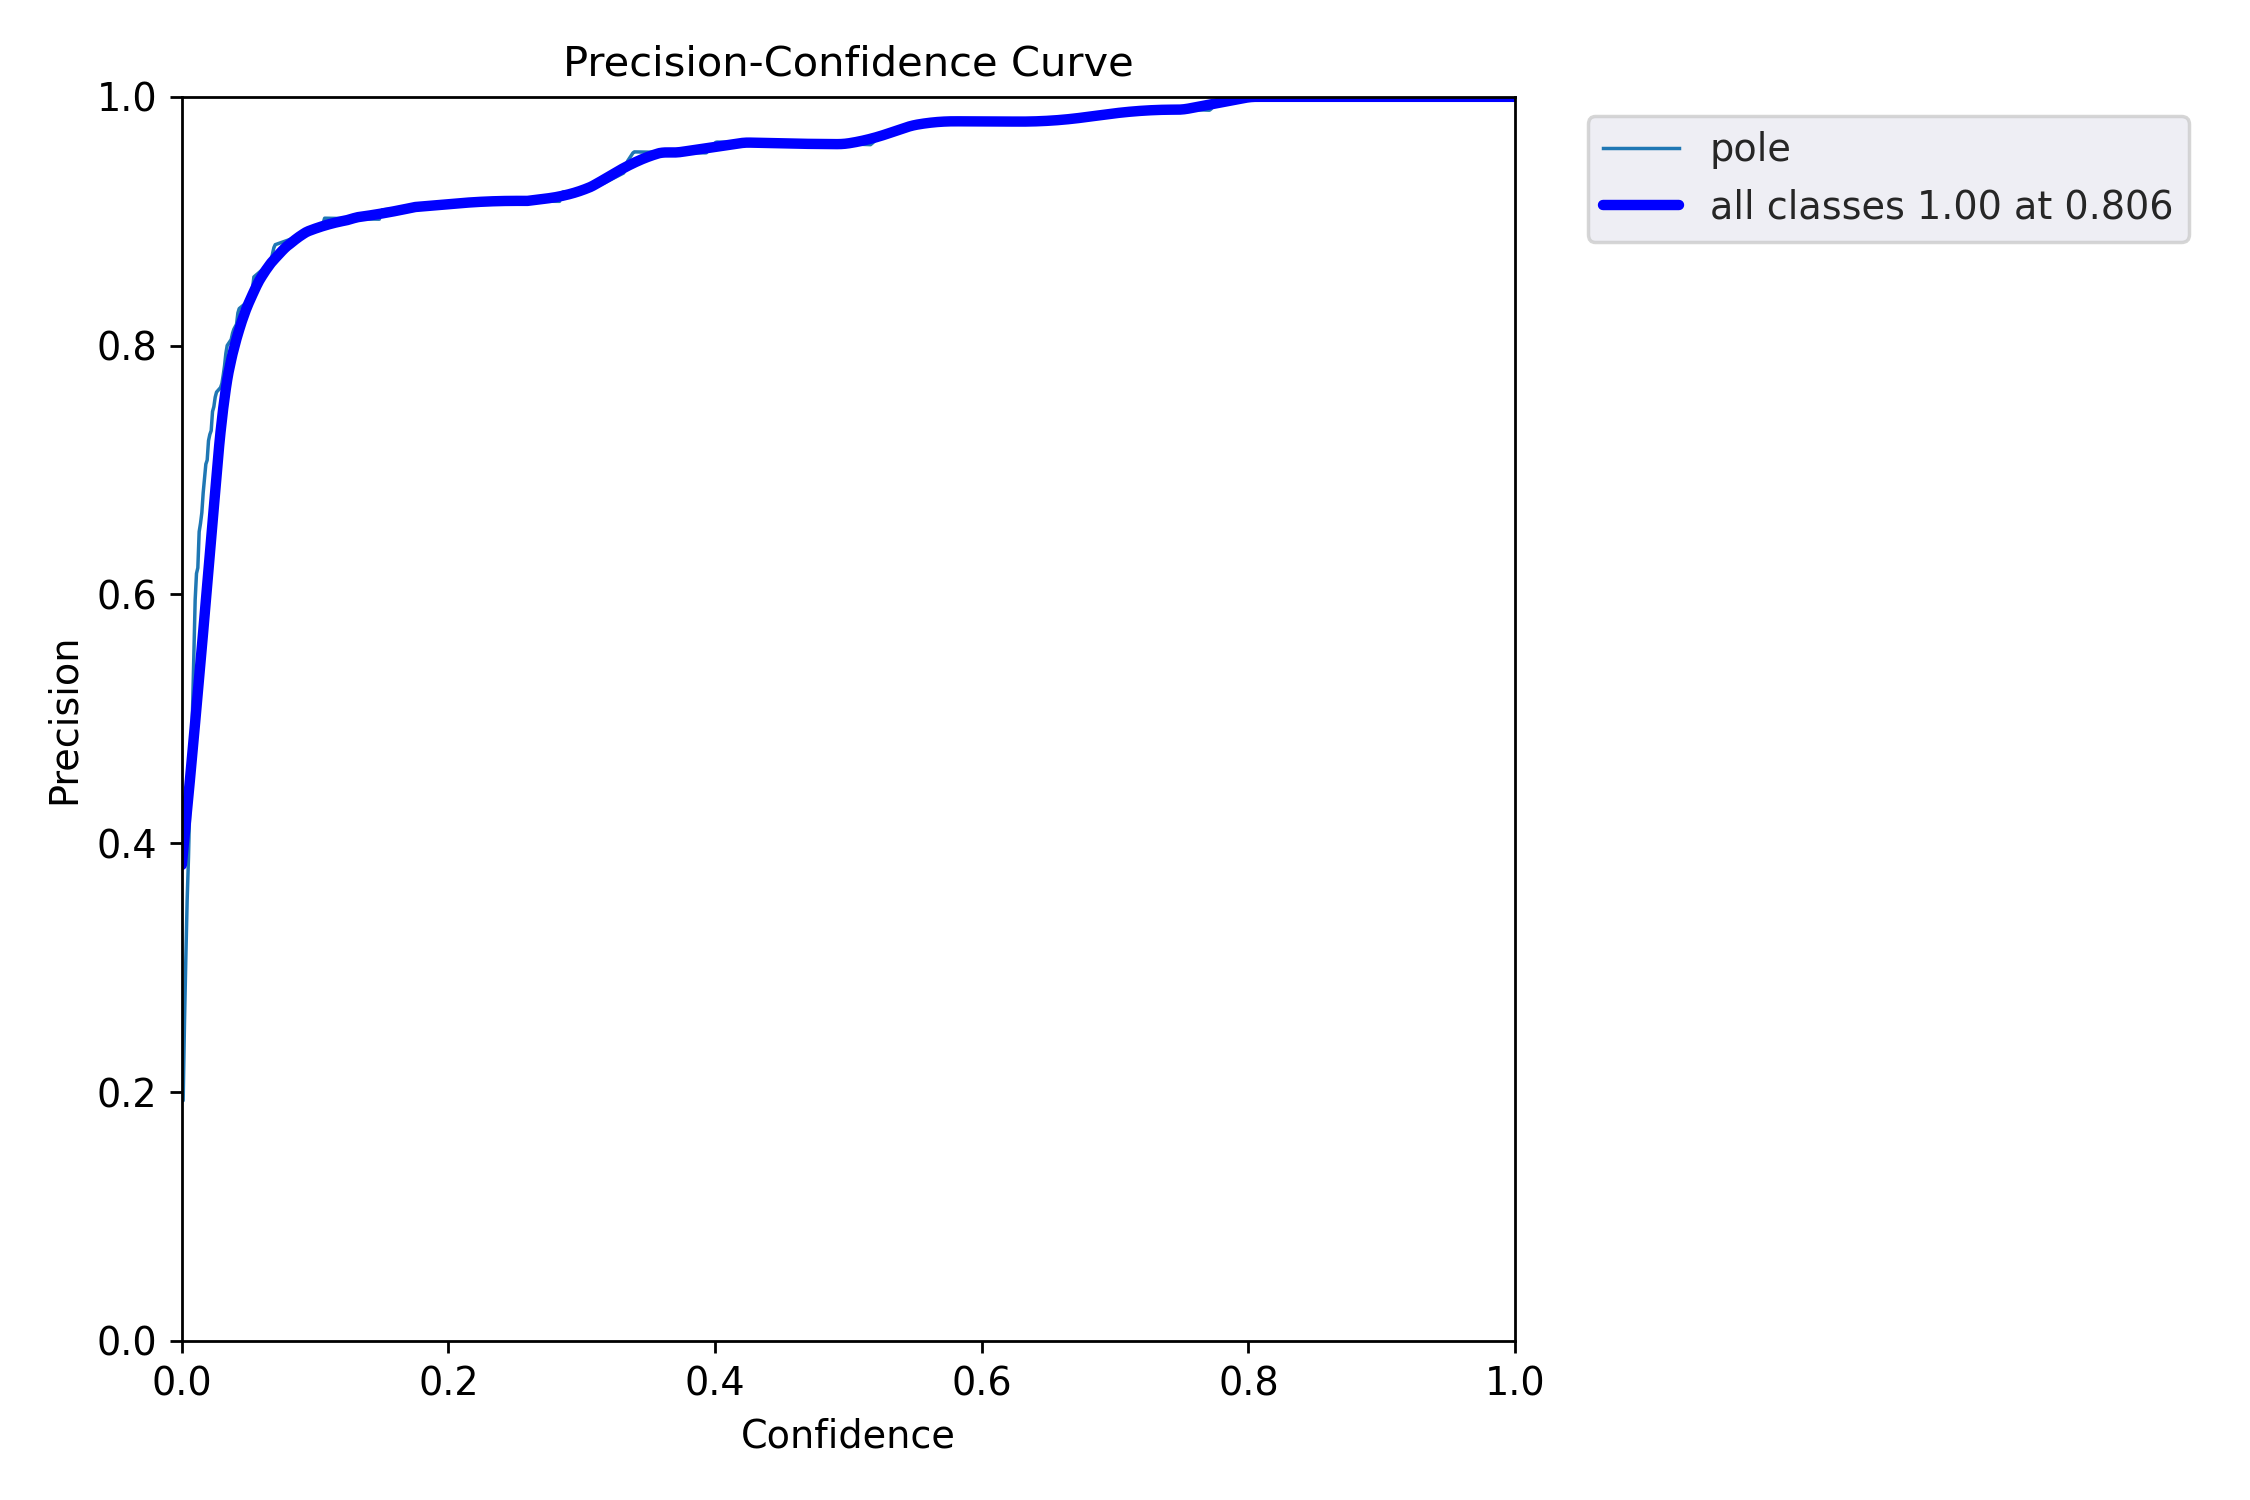 Precision-Confidence Curve
1.0
0.8
0.6
0.4
0.2
0.0
Precision
0.0 0.2 0.4 0.6 0.8 1.0
Confidence
pole
all classes 1.00 at 0.806